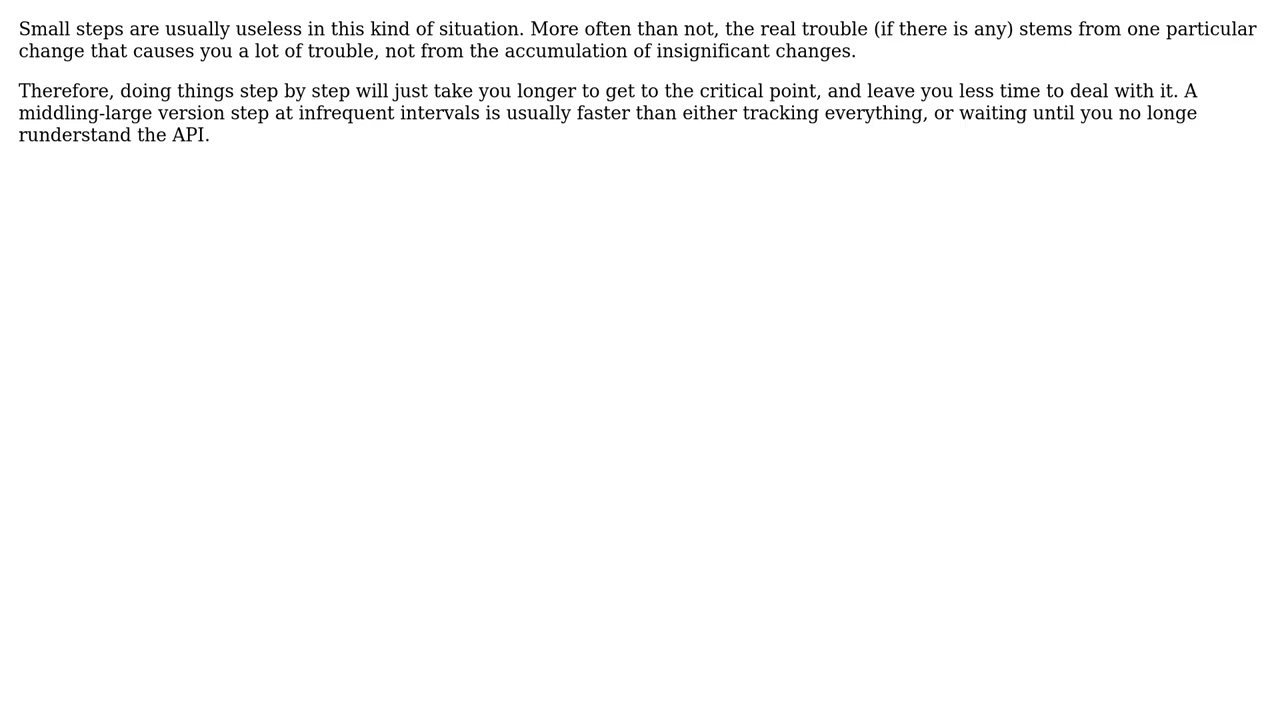 Small steps are usually useless in this kind of situation. More often than not, the real trouble (if there is any) stems from one particular
change that causes you a lot of trouble, not from the accumulation of insignificant changes.
Therefore, doing things step by step will just take you longer to get to the critical point, and leave you less time to deal with it. A
middling-large version step at infrequent intervals is usually faster than either tracking everything, or waiting until you no longe
runderstand the API.